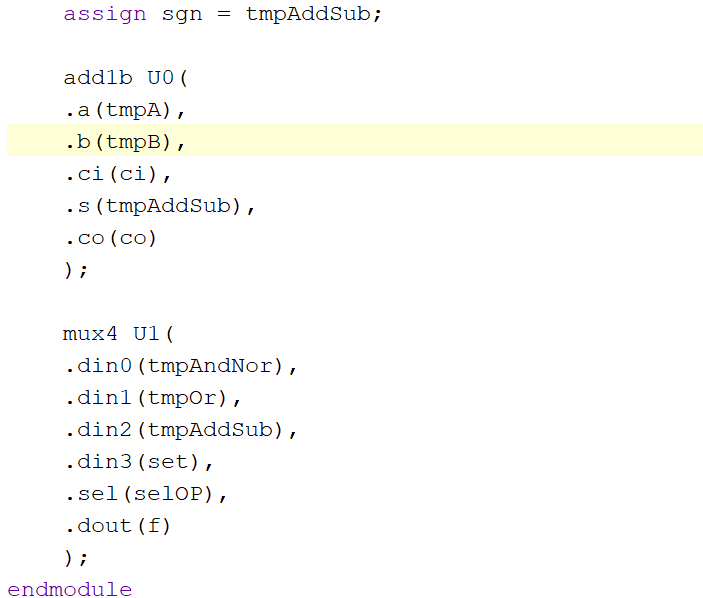 assign sgn = tmpAddSub;
add1b U0(
.a(tmpA),
.b(tmpB),
.ci(ci),
.s(tmpAddSub),
.co(co)
);
mux4 U1(
.din0(tmpAndNor),
.din1(tmpOr),
.din2(tmpAddSub),
.din3(set),
.sel(selOP),
.dout(f)
);
endmodule